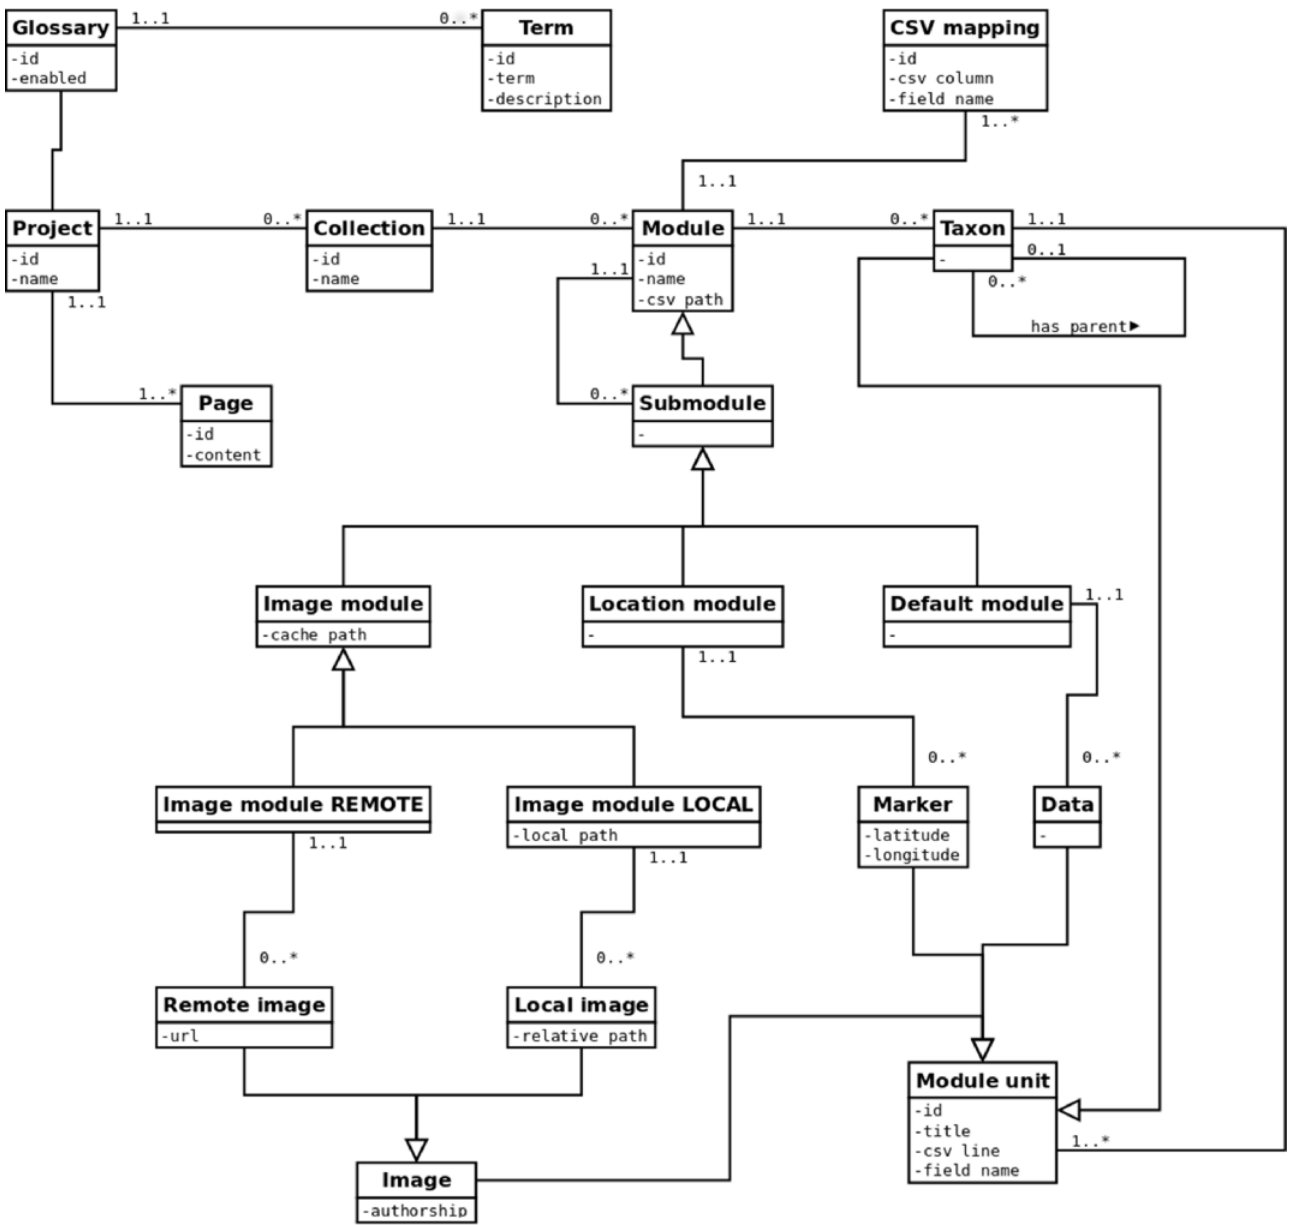 Glossary
-id
-enabled
1..1
0..*
Term
-id
-term
-description
CSV mapping
-id
-csv column
-field name
1..*
1..1
Project
-id
-name
1..1
0..*
Collection
-id
-name
1..1
0..*
Module
-id
-name
-csv path
1..1
0..*
Taxon
-
1..1
0..1
0..*
has parent►
1..1
1..1
1..*
Page
-id
-content
0..*
Submodule
-
Image module
-cache path
Location module
-
1..1
Default module
-
1..1
0..*
0..*
Image module REMOTE
1..1
Image module LOCAL
-local path
1..1
Marker
-latitude
-longitude
Data
-
0..*
0..*
Remote image
-url
Local image
-relative path
Module unit
-id
-title
-csv line
-field name
1..*
Image
-authorship